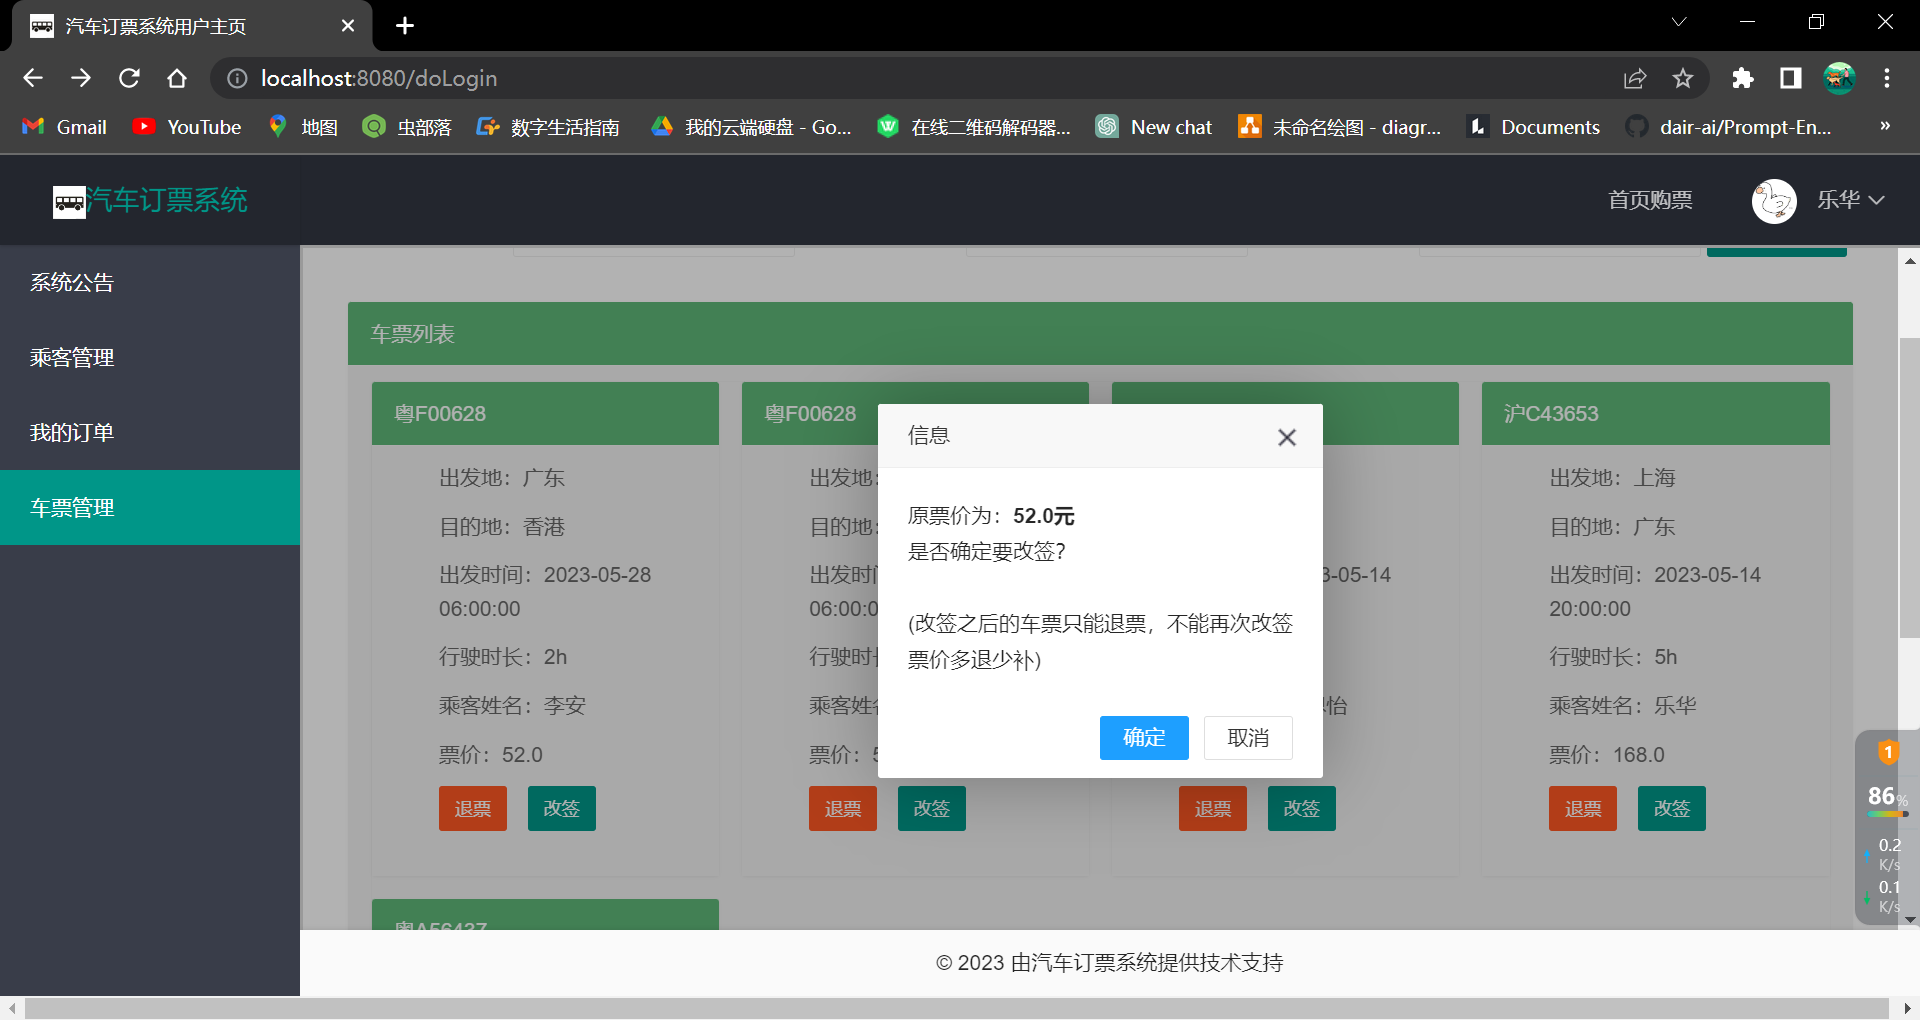 汽车订票系统用户主页
localhost:8080/doLogin
Gmail
YouTube
地图
虫部落
数字生活指南
我的云端硬盘 - Go...
在线二维码解码器...
New chat
未命名绘图 - diagr...
Documents
dair-ai/Prompt-En...
»
汽车订票系统
首页购票
乐华
系统公告
乘客管理
我的订单
车票管理
车票列表
粤F00628
出发地：广东
目的地：香港
出发时间：2023-05-28
06:00:00
行驶时长：2h
乘客姓名：李安
票价：52.0
退票
改签
粤F00628
出发地:
目的地:
出发时
06:00:0
行驶时
乘客姓
票价：5
退票
改签
3-05-14
怡
退票
改签
沪C43653
出发地：上海
目的地：广东
出发时间：2023-05-14
20:00:00
行驶时长：5h
乘客姓名：乐华
票价：168.0
退票
改签
信息
原票价为：52.0元
是否确定要改签？
(改签之后的车票只能退票，不能再次改签
票价多退少补)
确定
取消
粤A56437
1
86%
0.2
K/s
0.1
K/s
© 2023 由汽车订票系统提供技术支持